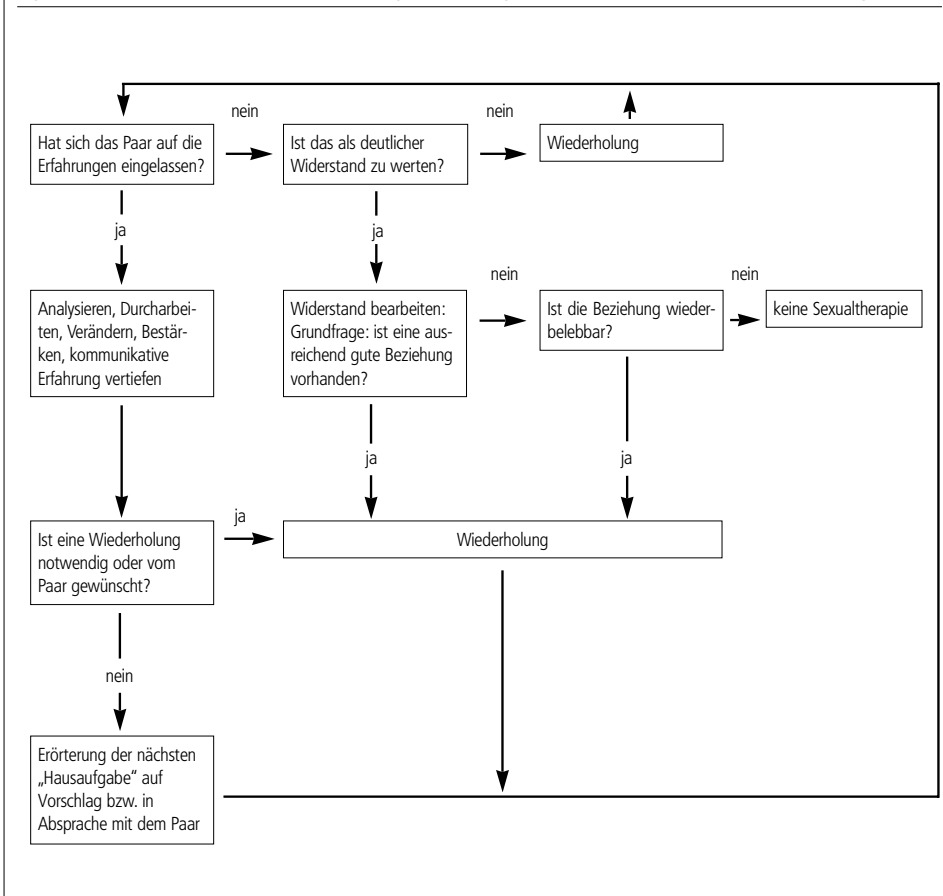 nein
nein
Hat sich das Paar auf die
Erfahrungen eingelassen?
Ist das als deutlicher
Widerstand zu werten?
Wiederholung
ja
ja
nein
nein
Analysieren, Durcharbei-
ten, Verändern, Bestär-
ken, kommunikative
Erfahrung vertiefen
Widerstand bearbeiten:
Grundfrage: ist eine aus-
reichend gute Beziehung
vorhanden?
Ist die Beziehung wieder-
belebbar?
keine Sexualtherapie
ja
ja
ja
Ist eine Wiederholung
notwendig oder vom
Paar gewünscht?
Wiederholung
nein
Erörterung der nächsten
„Hausaufgabe“ auf
Vorschlag bzw. in
Absprache mit dem Paar